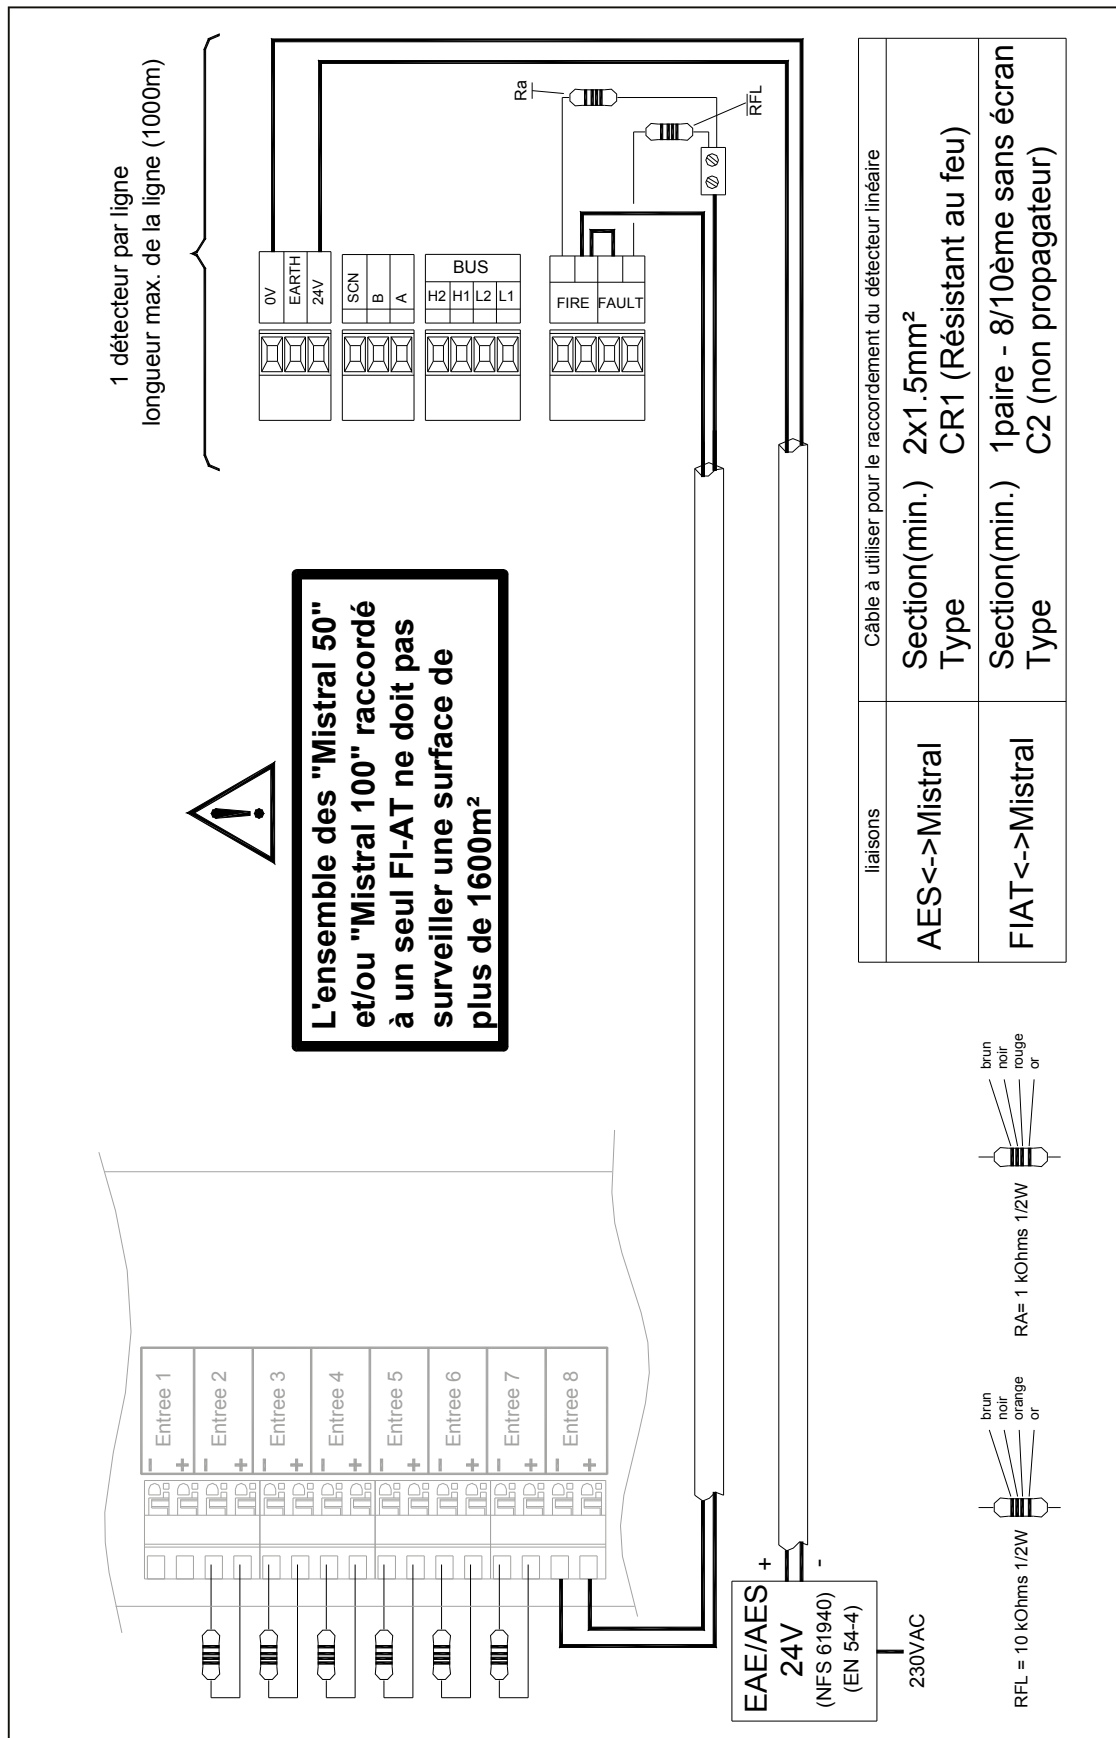 1 détecteur par ligne
longueur max. de la ligne (1000m)
0V
EARTH
24V
SCN
B
A
BUS
H2
H1
L2
L1
FIRE
FAULT
Ra
RFL
L'ensemble des "Mistral 50"
et/ou "Mistral 100" raccordé
à un seul FI-AT ne doit pas
surveiller une surface de
plus de 1600m²
- Entree 1 +
- Entree 2 +
- Entree 3 +
- Entree 4 +
- Entree 5 +
- Entree 6 +
- Entree 7 +
- Entree 8 +
EAE/AES
24V
(NFS 61940)
(EN 54-4)
+
-
230VAC
liaisons
Câble à utiliser pour le raccordement du détecteur linéaire
AES<->Mistral
Section(min.) 2x1.5mm²
Type CR1 (Résistant au feu)
FIAT<->Mistral
Section(min.) 1paire - 8/10ème sans écran
Type C2 (non propagateur)
RFL = 10 kOhms 1/2W
brun
noir
orange
or
RA= 1 kOhms 1/2W
brun
noir
rouge
or